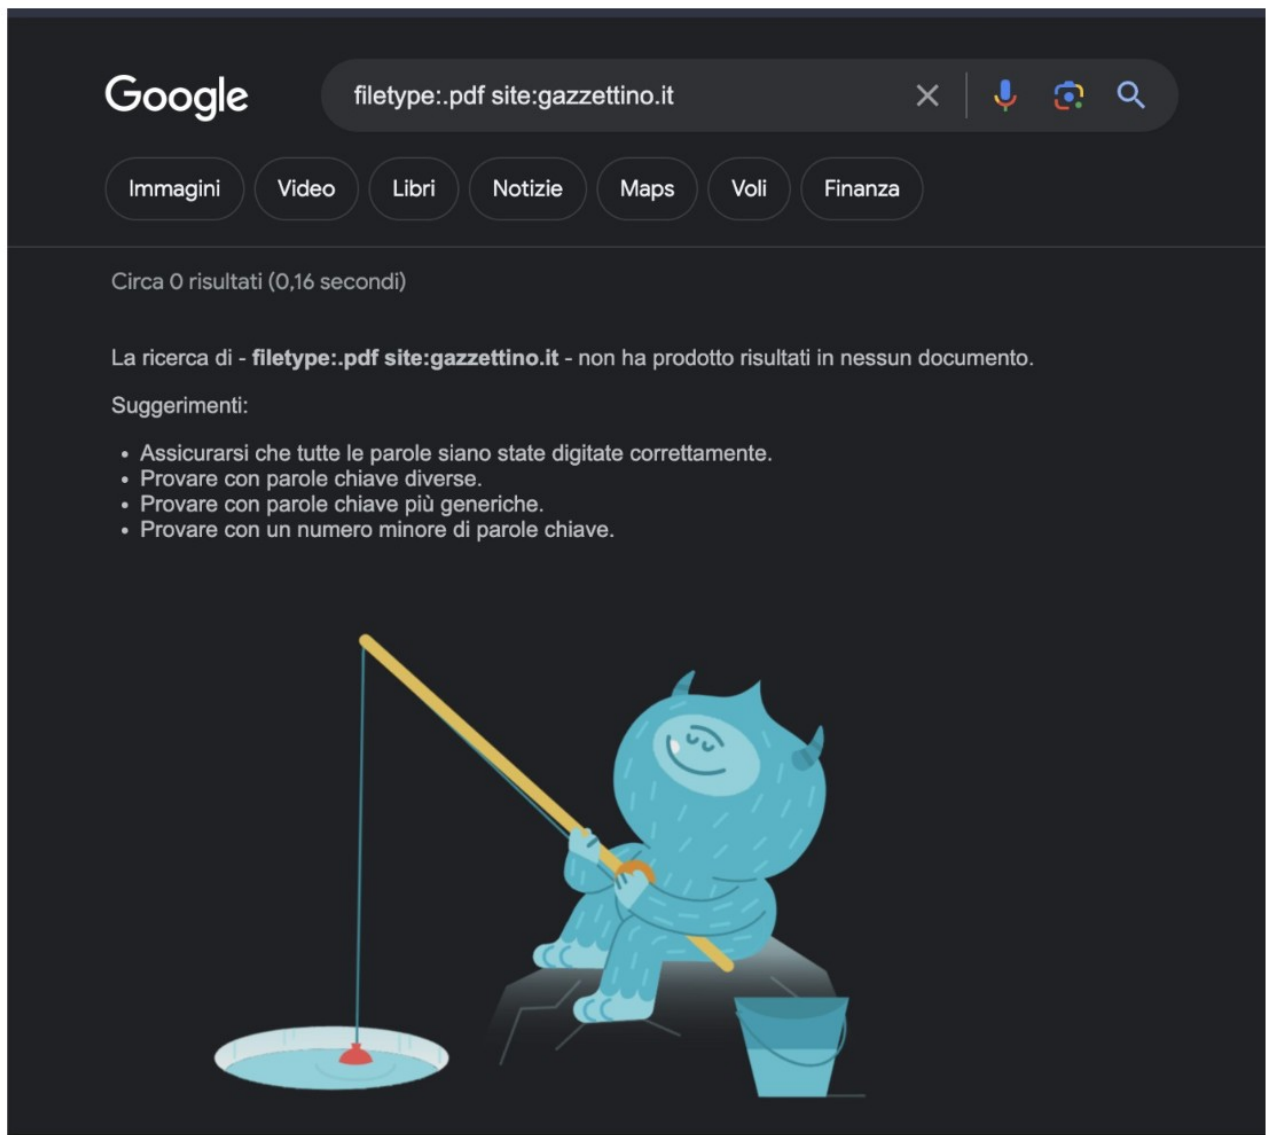 Google
filetype:.pdf site:gazzettino.it
Immagini
Video
Libri
Notizie
Maps
Voli
Finanza
Circa 0 risultati (0,16 secondi)
La ricerca di - filetype:.pdf site:gazzettino.it - non ha prodotto risultati in nessun documento.
Suggerimenti:
• Assicurarsi che tutte le parole siano state digitate correttamente.
• Provare con parole chiave diverse.
• Provare con parole chiave più generiche.
• Provare con un numero minore di parole chiave.